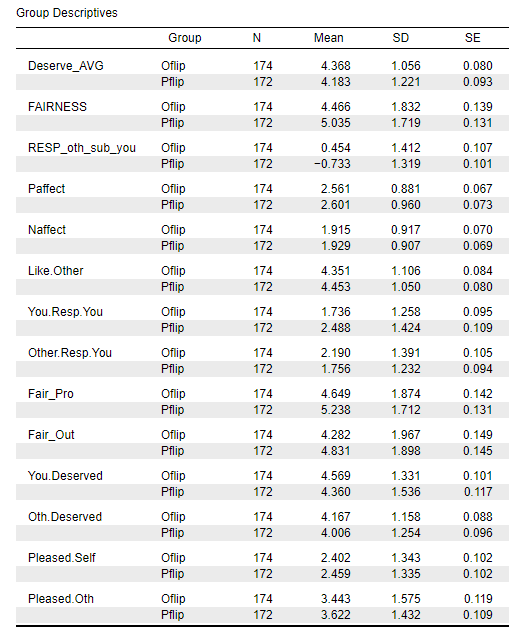 Group Descriptives
Group N Mean SD SE
Deserve_AVG Oflip 174 4.368 1.056 0.080
Pflip 172 4.183 1.221 0.093
FAIRNESS Oflip 174 4.466 1.832 0.139
Pflip 172 5.035 1.719 0.131
RESP_oth_sub_you Oflip 174 0.454 1.412 0.107
Pflip 172 −0.733 1.319 0.101
Paffect Oflip 174 2.561 0.881 0.067
Pflip 172 2.601 0.960 0.073
Naffect Oflip 174 1.915 0.917 0.070
Pflip 172 1.929 0.907 0.069
Like.Other Oflip 174 4.351 1.106 0.084
Pflip 172 4.453 1.050 0.080
You.Resp.You Oflip 174 1.736 1.258 0.095
Pflip 172 2.488 1.424 0.109
Other.Resp.You Oflip 174 2.190 1.391 0.105
Pflip 172 1.756 1.232 0.094
Fair_Pro Oflip 174 4.649 1.874 0.142
Pflip 172 5.238 1.712 0.131
Fair_Out Oflip 174 4.282 1.967 0.149
Pflip 172 4.831 1.898 0.145
You.Deserved Oflip 174 4.569 1.331 0.101
Pflip 172 4.360 1.536 0.117
Oth.Deserved Oflip 174 4.167 1.158 0.088
Pflip 172 4.006 1.254 0.096
Pleased.Self Oflip 174 2.402 1.343 0.102
Pflip 172 2.459 1.335 0.102
Pleased.Oth Oflip 174 3.443 1.575 0.119
Pflip 172 3.622 1.432 0.109